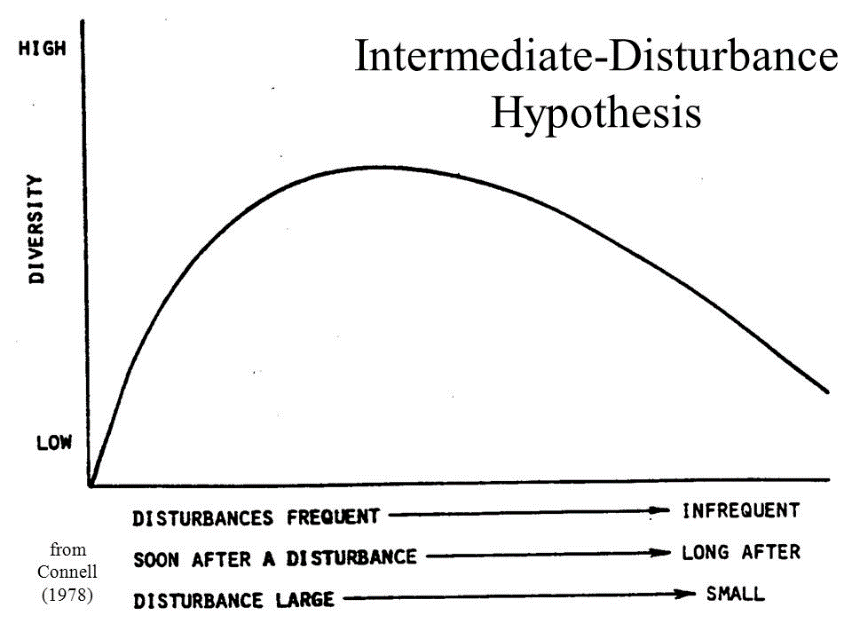 Intermediate-Disturbance
Hypothesis
HIGH
DIVERSITY
LOW
DISTURBANCES FREQUENT INFREQUENT
SOON AFTER A DISTURBANCE LONG AFTER
DISTURBANCE LARGE SMALL
from
Connell
(1978)